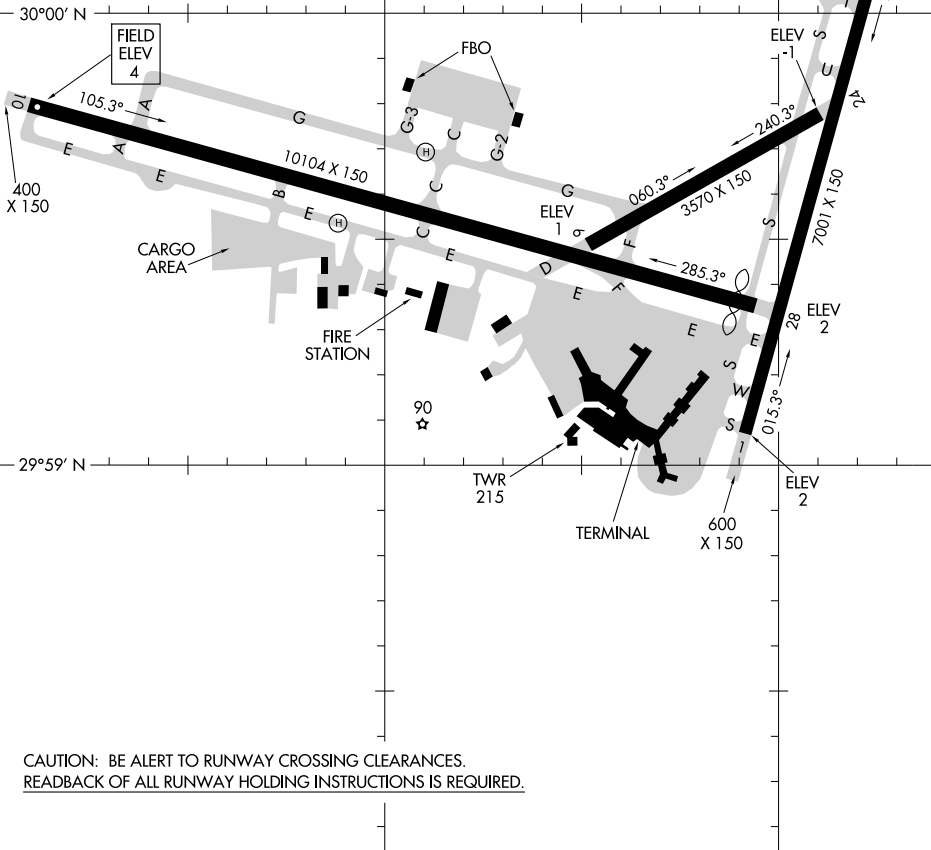 30°00' N
FIELD
ELEV
4
FBO
ELEV
-1
S
U
24
10
105.3°
A
G
G-3
C
G-2
240.3°
E
A
H
10104 X 150
060.3°
3570 X 150
7001 X 150
400
X 150
E
B
E
H
C
C
G
ELEV
1
6
F
S
CARGO
AREA
E
D
285.3°
E
F
FIRE
STATION
E
28
ELEV
2
E
S
W
015.3°
90
S
1
29°59' N
TWR
215
ELEV
2
TERMINAL
600
X 150
CAUTION: BE ALERT TO RUNWAY CROSSING CLEARANCES.
READBACK OF ALL RUNWAY HOLDING INSTRUCTIONS IS REQUIRED.